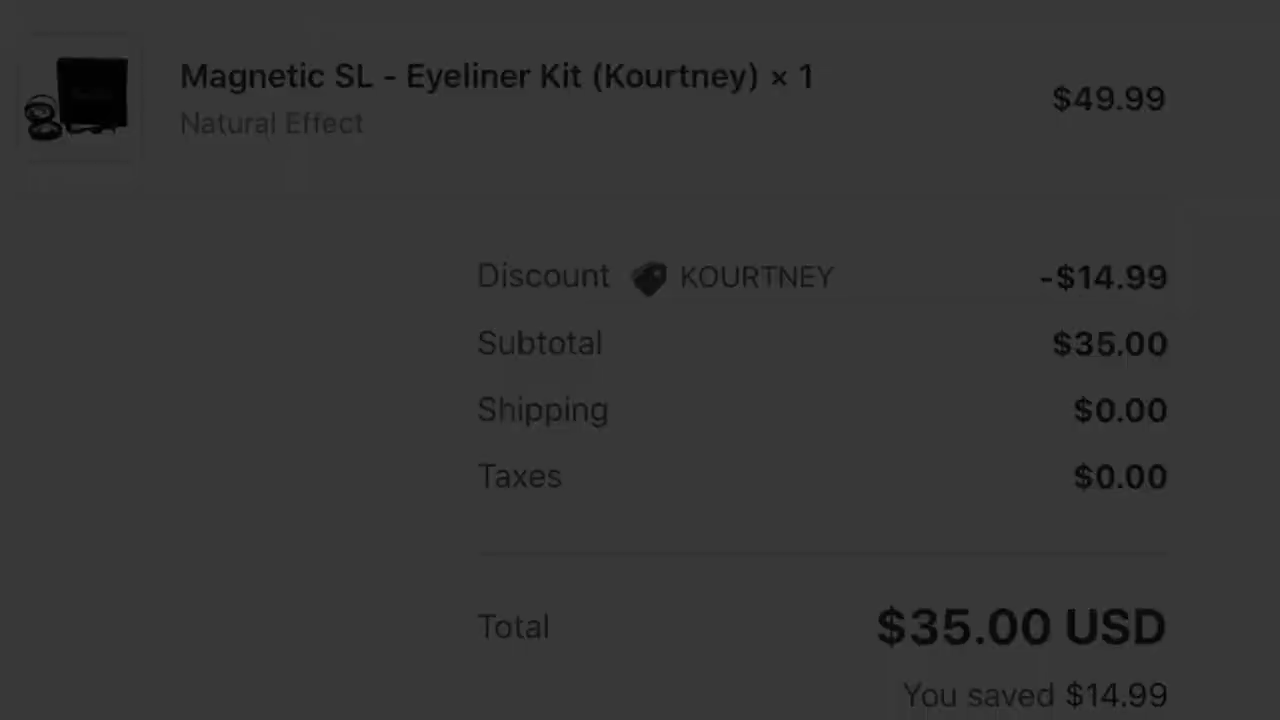 Magnetic SL - Eyeliner Kit (Kourtney) × 1
$49.99
Natural Effect
Discount KOURTNEY -$14.99
Subtotal $35.00
Shipping $0.00
Taxes $0.00
Total $35.00 USD
You saved $14.99